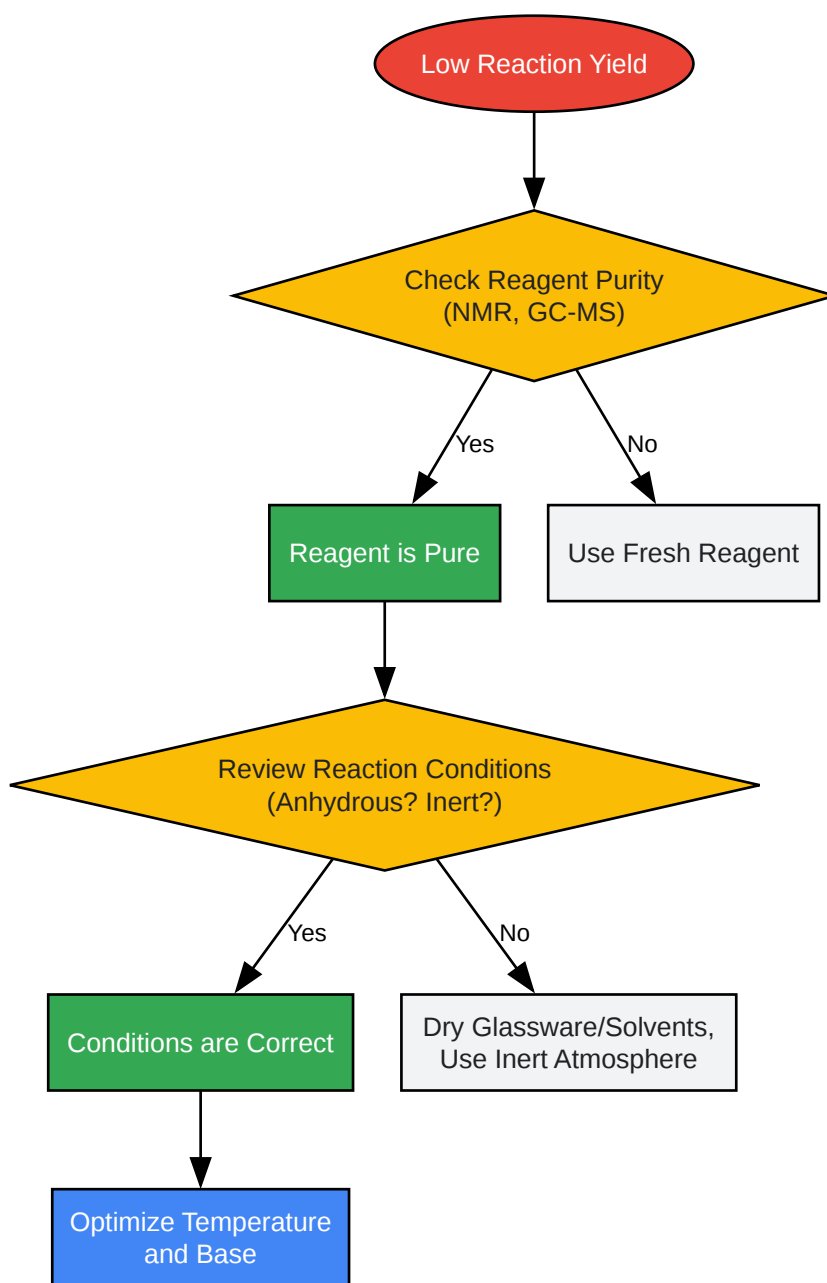 Low Reaction Yield
Check Reagent Purity
(NMR, GC-MS)
Yes
No
Reagent is Pure
Use Fresh Reagent
Review Reaction Conditions
(Anhydrous? Inert?)
Yes
No
Conditions are Correct
Dry Glassware/Solvents,
Use Inert Atmosphere
Optimize Temperature
and Base